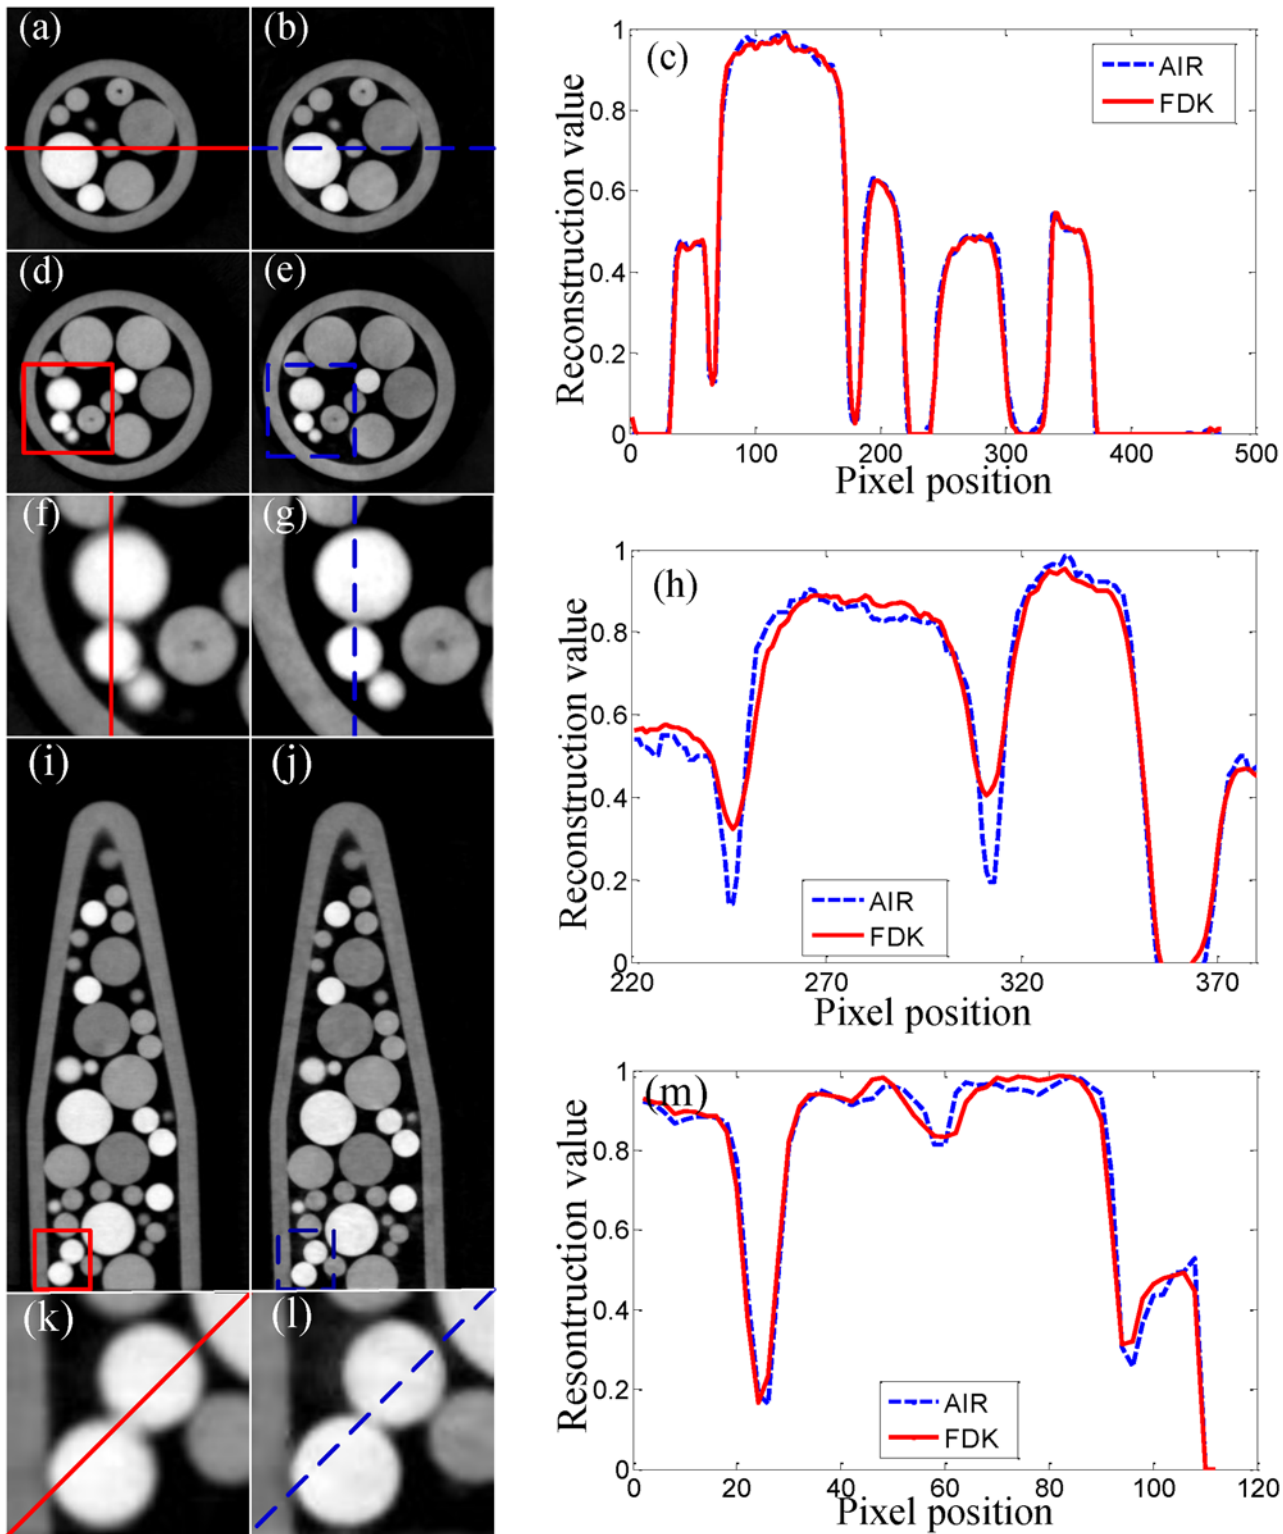 (a)
(b)
(c)
AIR
FDK
Reconstruction value
1
0.8
0.6
0.4
0.2
0
0 100 200 300 400 500
Pixel position
(d)
(e)
(f)
(g)
(h)
AIR
FDK
Reconstruction value
1
0.8
0.6
0.4
0.2
0
220 270 320 370
Pixel position
(i)
(j)
(k)
(l)
(m)
AIR
FDK
Resontruction value
1
0.8
0.6
0.4
0.2
0
0 20 40 60 80 100 120
Pixel position